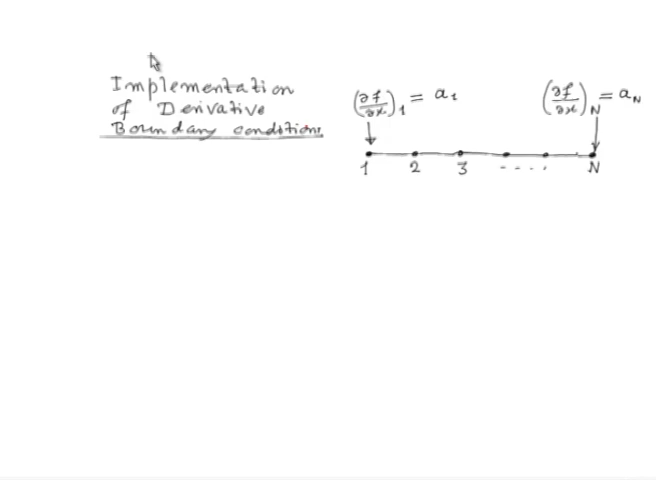 Implementation
of Derivative
Boundary conditions
(∂f/∂x)₁ = a₁
(∂f/∂x)N = aN
1 2 3 - - - - . N